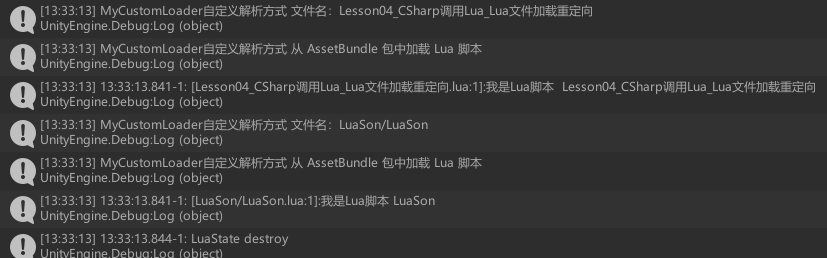 [13:33:13] MyCustomLoader自定义解析方式 文件名：Lesson04_CSharp调用Lua_Lua文件加载重定向
UnityEngine.Debug:Log (object)
[13:33:13] MyCustomLoader自定义解析方式 从 AssetBundle 包中加载 Lua 脚本
UnityEngine.Debug:Log (object)
[13:33:13] 13:33:13.841-1: [Lesson04_CSharp调用Lua_Lua文件加载重定向.lua:1]:我是Lua脚本  Lesson04_CSharp调用Lua_Lua文件加载重定向
UnityEngine.Debug:Log (object)
[13:33:13] MyCustomLoader自定义解析方式 文件名：LuaSon/LuaSon
UnityEngine.Debug:Log (object)
[13:33:13] MyCustomLoader自定义解析方式 从 AssetBundle 包中加载 Lua 脚本
UnityEngine.Debug:Log (object)
[13:33:13] 13:33:13.841-1: [LuaSon/LuaSon.lua:1]:我是Lua脚本 LuaSon
UnityEngine.Debug:Log (object)
[13:33:13] 13:33:13.844-1: LuaState destroy
UnityEngine.Debug:Log (object)